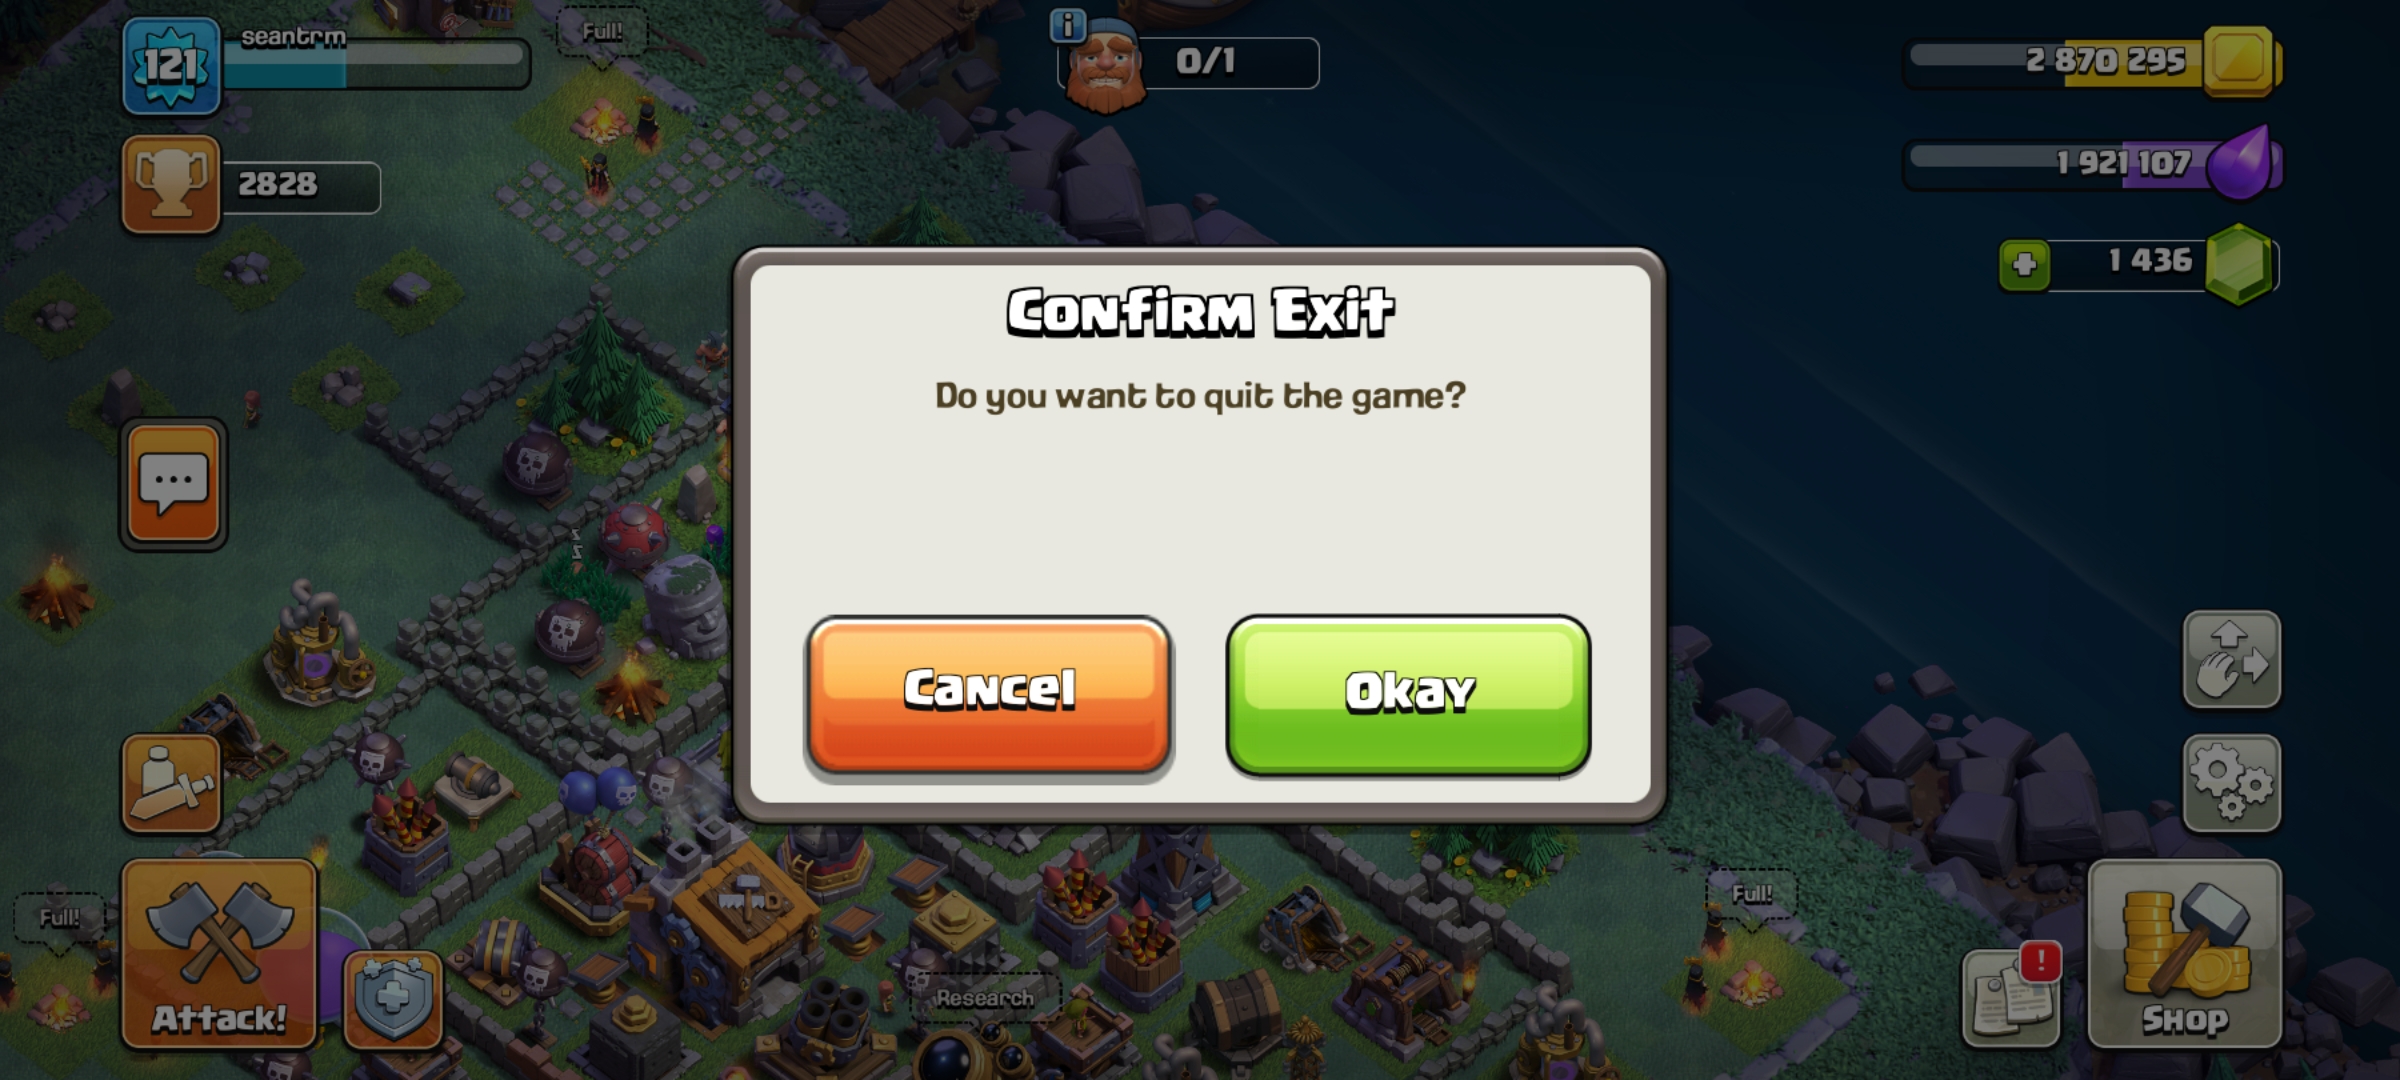 seantrm
121
Full!
0/1
2 870 295
1 921 107
2828
1 436
Confirm Exit
Do you want to quit the game?
Cancel
Okay
Full!
Full!
Attack!
Research
!
Shop